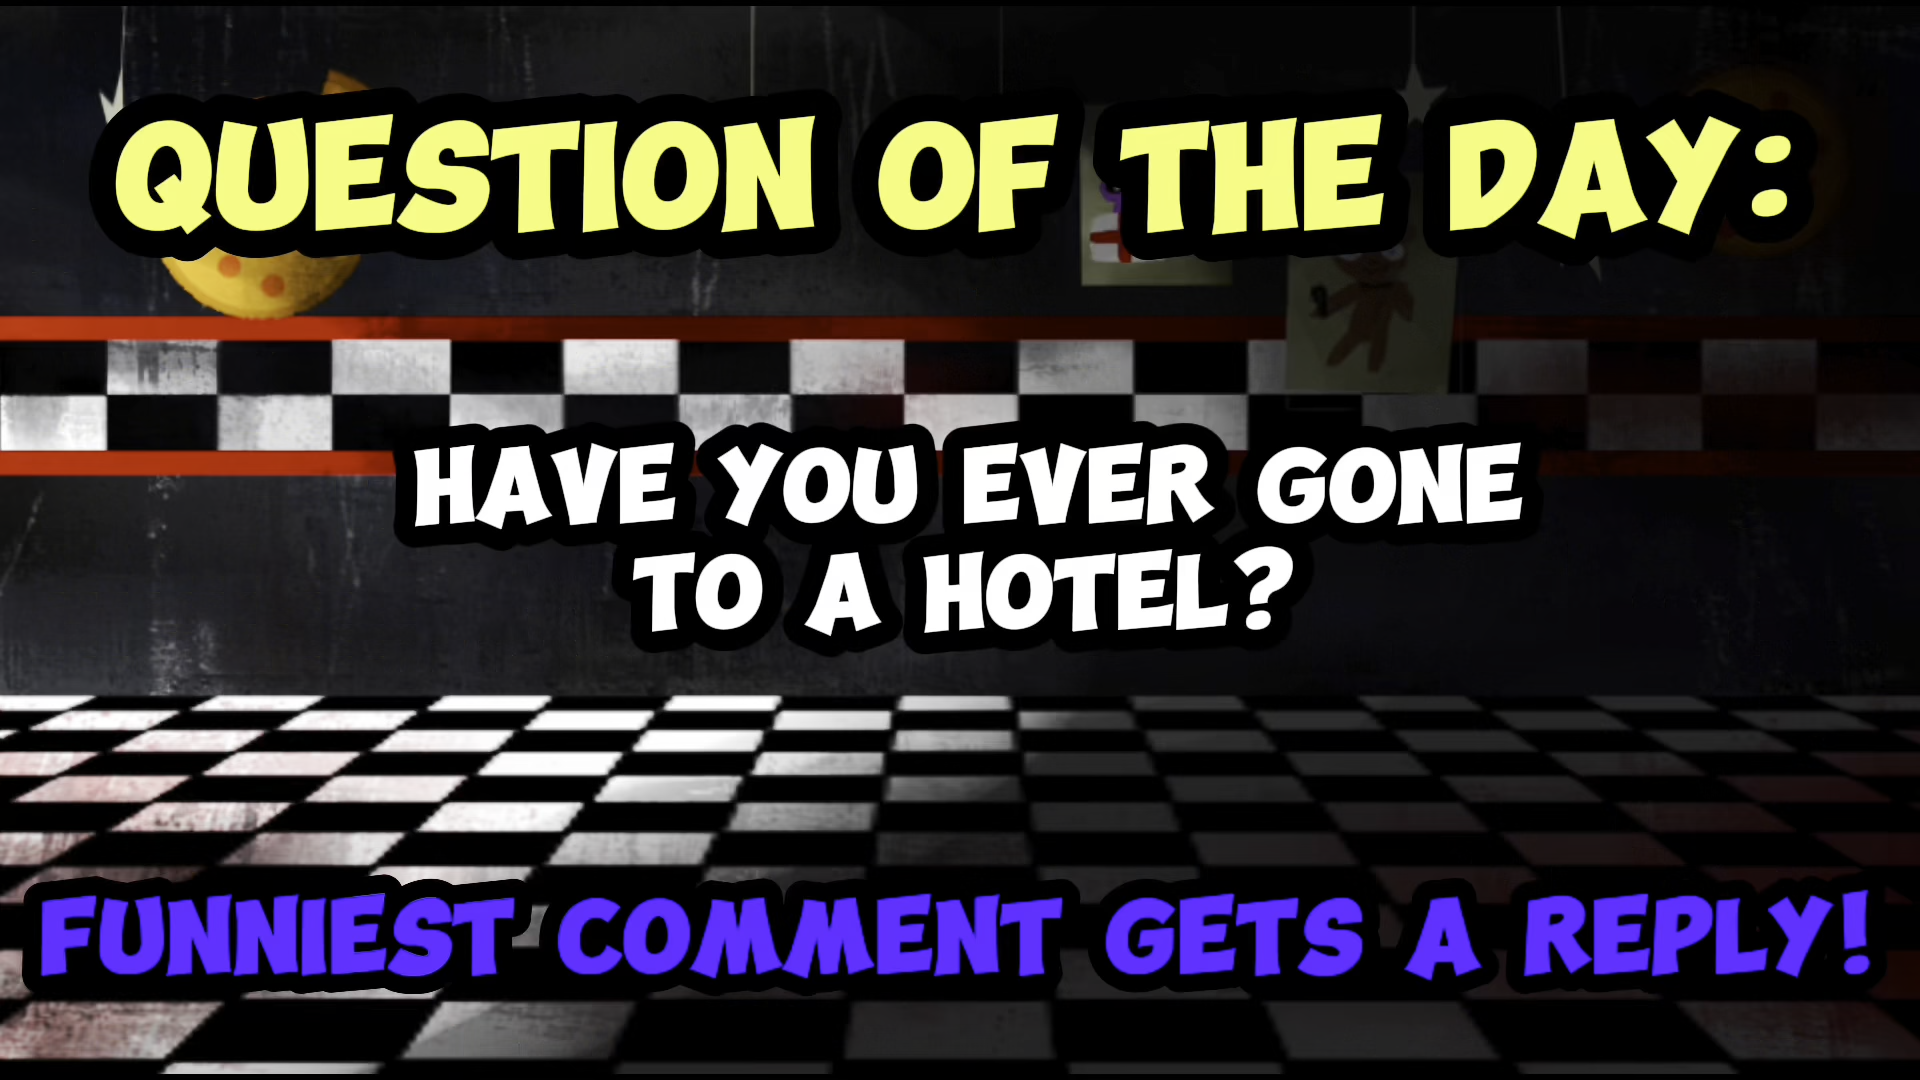 QUESTION OF THE DAY:
HAVE YOU EVER GONE
TO A HOTEL?
FUNNIEST COMMENT GETS A REPLY!